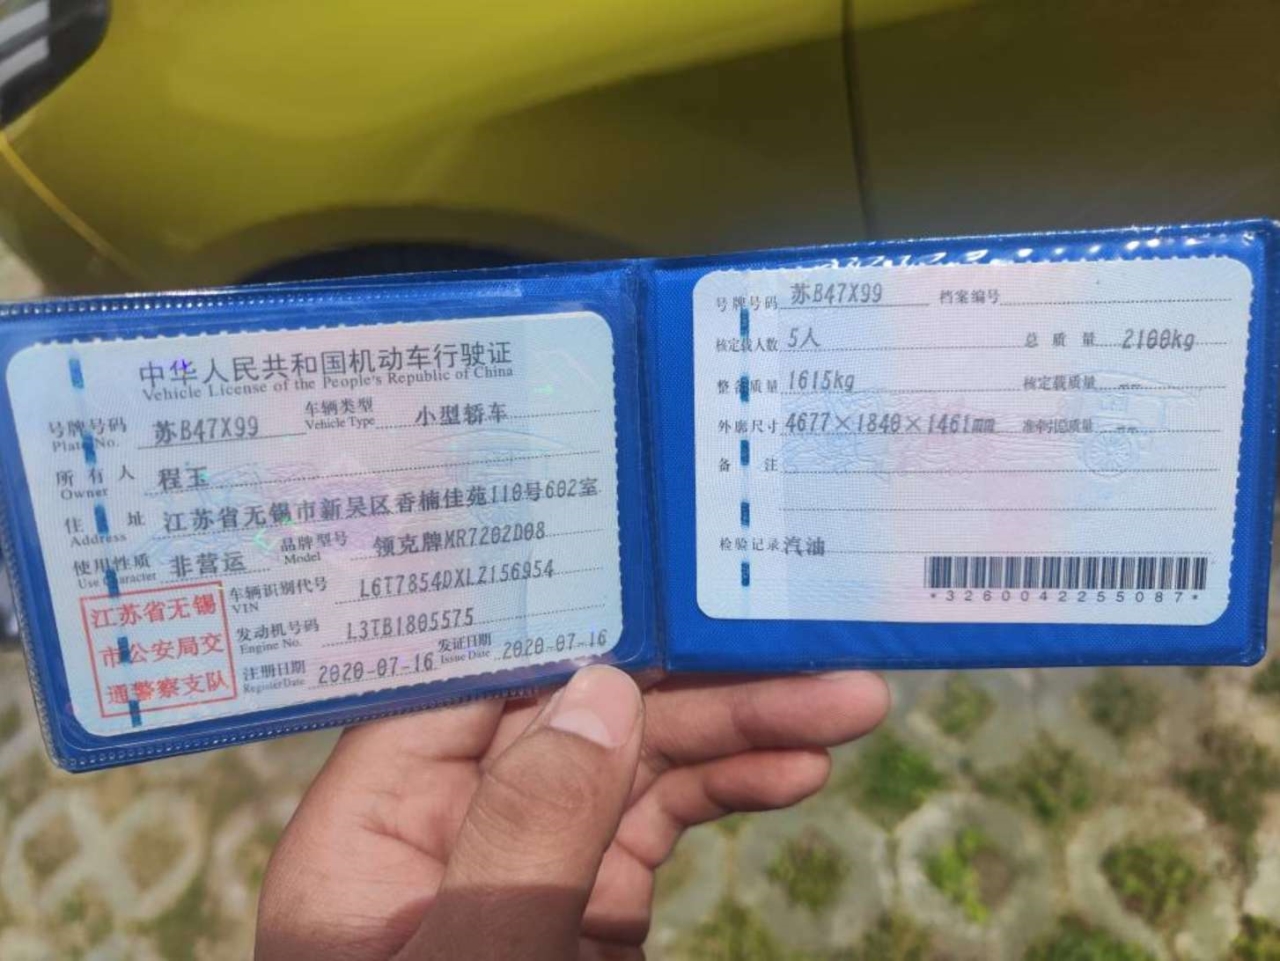 中华人民共和国机动车行驶证
Vehicle License of the People's Republic of China
号牌号码 苏B47X99 车辆类型 小型轿车
Plate No. Vehicle Type
所有人 程玉
Owner
住址 江苏省无锡市新吴区香楠佳苑110号602室
Address
使用性质 非营运 品牌型号 领克牌MR7202D08
Use Character Model
车辆识别代号 L6T7854DXLZ156954
VIN
发动机号码 L3TB1805575
Engine No.
注册日期 2020-07-16 发证日期 2020-07-16
Register Date Issue Date
江苏省无锡
市公安局交
通警察支队
号牌号码 苏B47X99 档案编号
核定载人数 5人 总质量 2100kg
整备质量 1615kg 核定载质量 --
外廓尺寸 4677×1840×1461mm 准牵引总质量 --
备注
检验记录 汽油
*3260042255087*